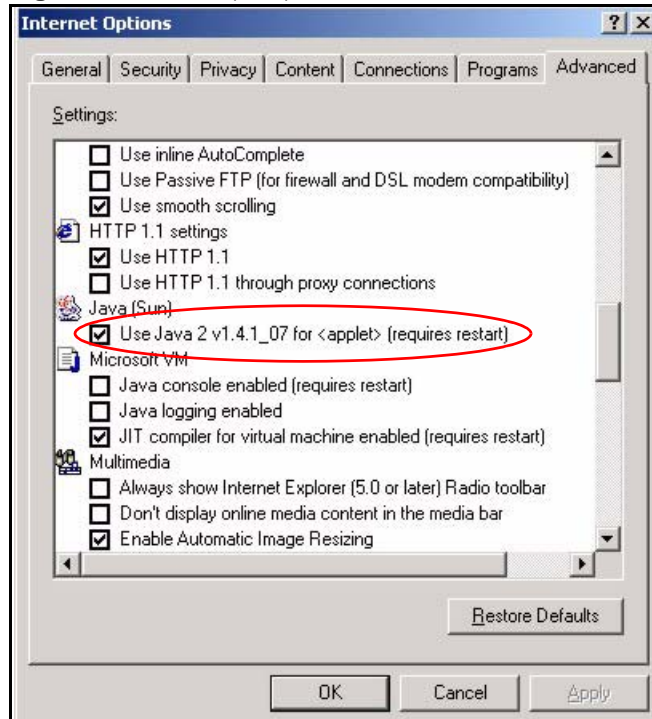 Internet Options
General Security Privacy Content Connections Programs Advanced
Settings:
Use inline AutoComplete
Use Passive FTP (for firewall and DSL modem compatibility)
Use smooth scrolling
HTTP 1.1 settings
Use HTTP 1.1
Use HTTP 1.1 through proxy connections
Java (Sun)
Use Java 2 v1.4.1_07 for <applet> (requires restart)
Microsoft VM
Java console enabled (requires restart)
Java logging enabled
JIT compiler for virtual machine enabled (requires restart)
Multimedia
Always show Internet Explorer (5.0 or later) Radio toolbar
Don't display online media content in the media bar
Enable Automatic Image Resizing
Restore Defaults
OK Cancel Apply